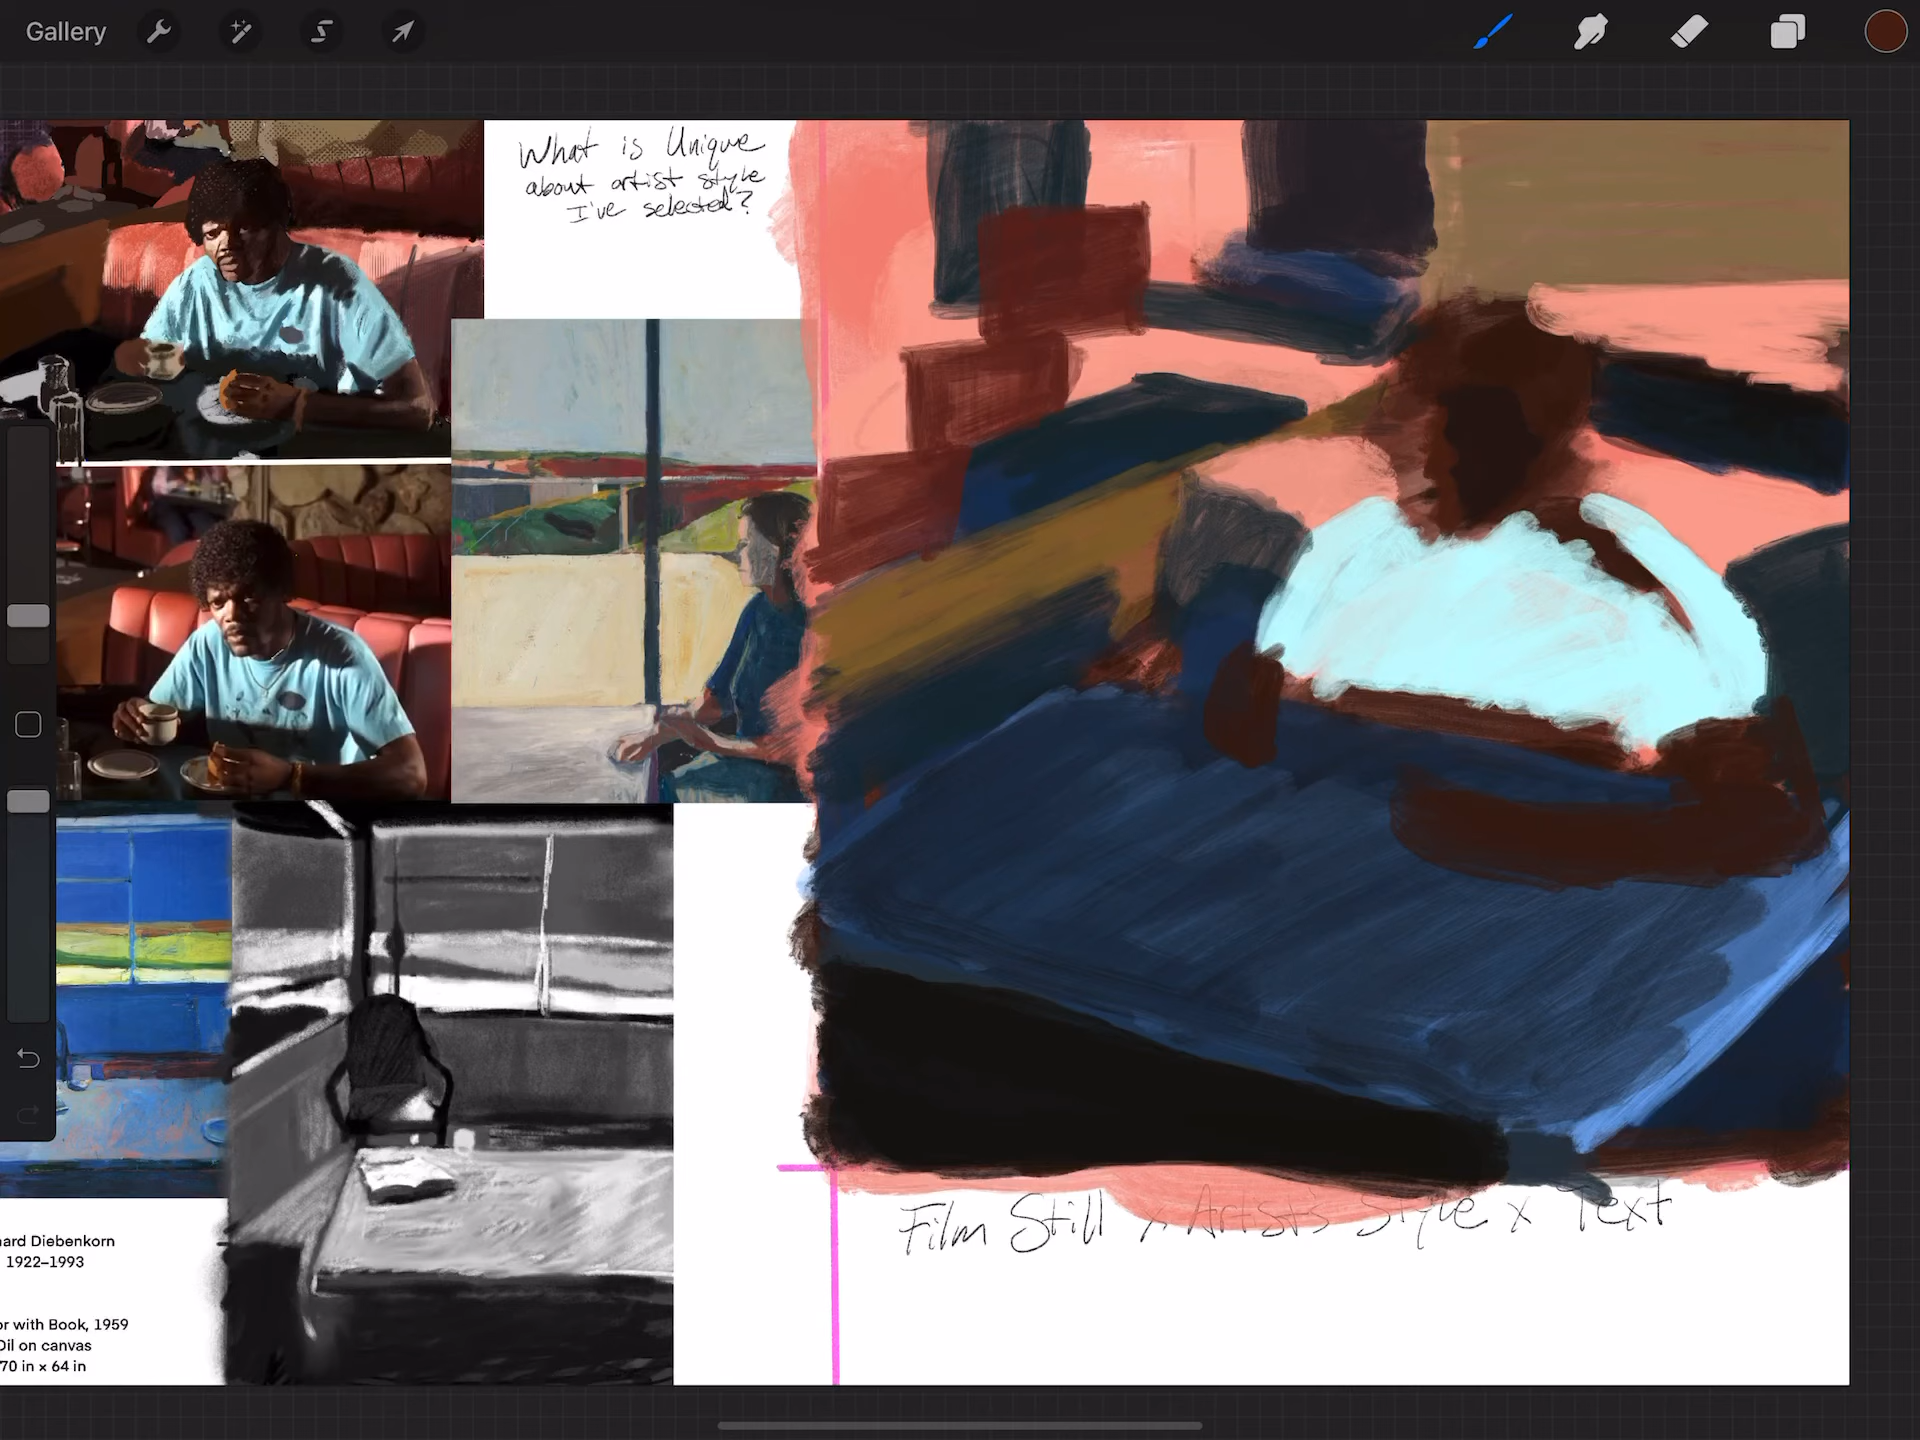 Gallery
What is Unique
about artist style
I've selected?
Film Still x Artist's Style x Text
ard Diebenkorn
1922–1993
or with Book, 1959
Oil on canvas
70 in × 64 in